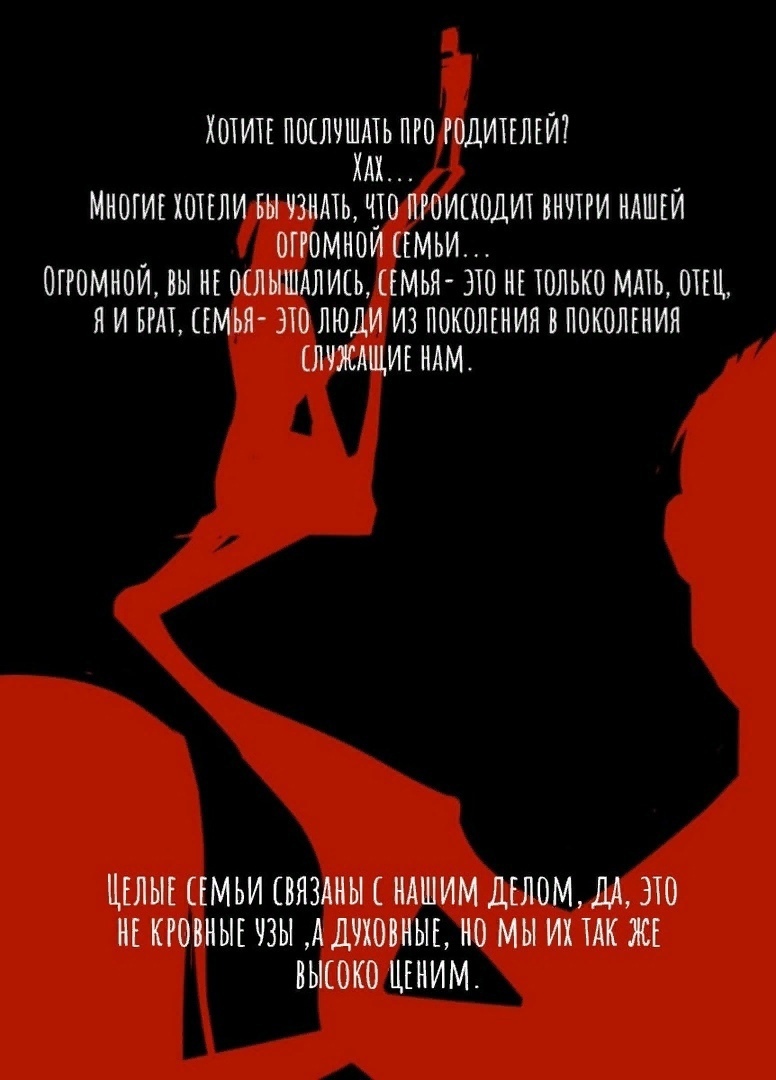 Хотите послушать про родителей?
Хах...
Многие хотели бы узнать, что происходит внутри нашей
огромной семьи...
Огромной, вы не ослышались, семья- это не только мать, отец,
я и брат, семья- это люди из поколения в поколения
служащие нам.
Целые семьи связаны с нашим делом, да, это
не кровные узы ,а духовные, но мы их так же
высоко ценим.